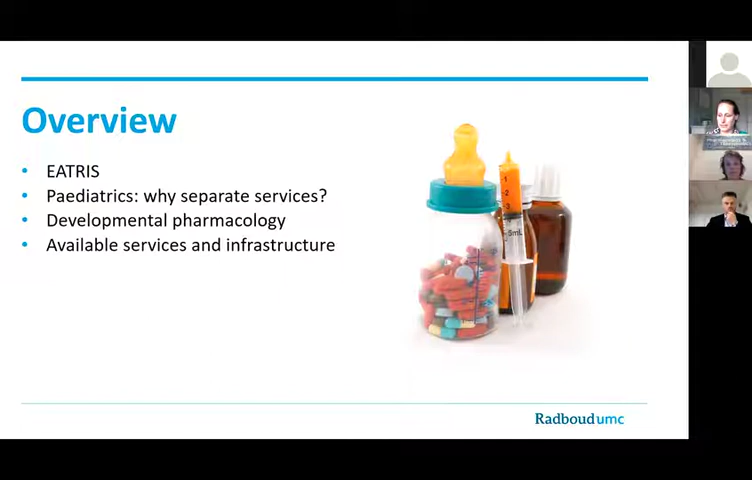 Overview
• EATRIS
• Paediatrics: why separate services?
• Developmental pharmacology
• Available services and infrastructure
Radboudumc